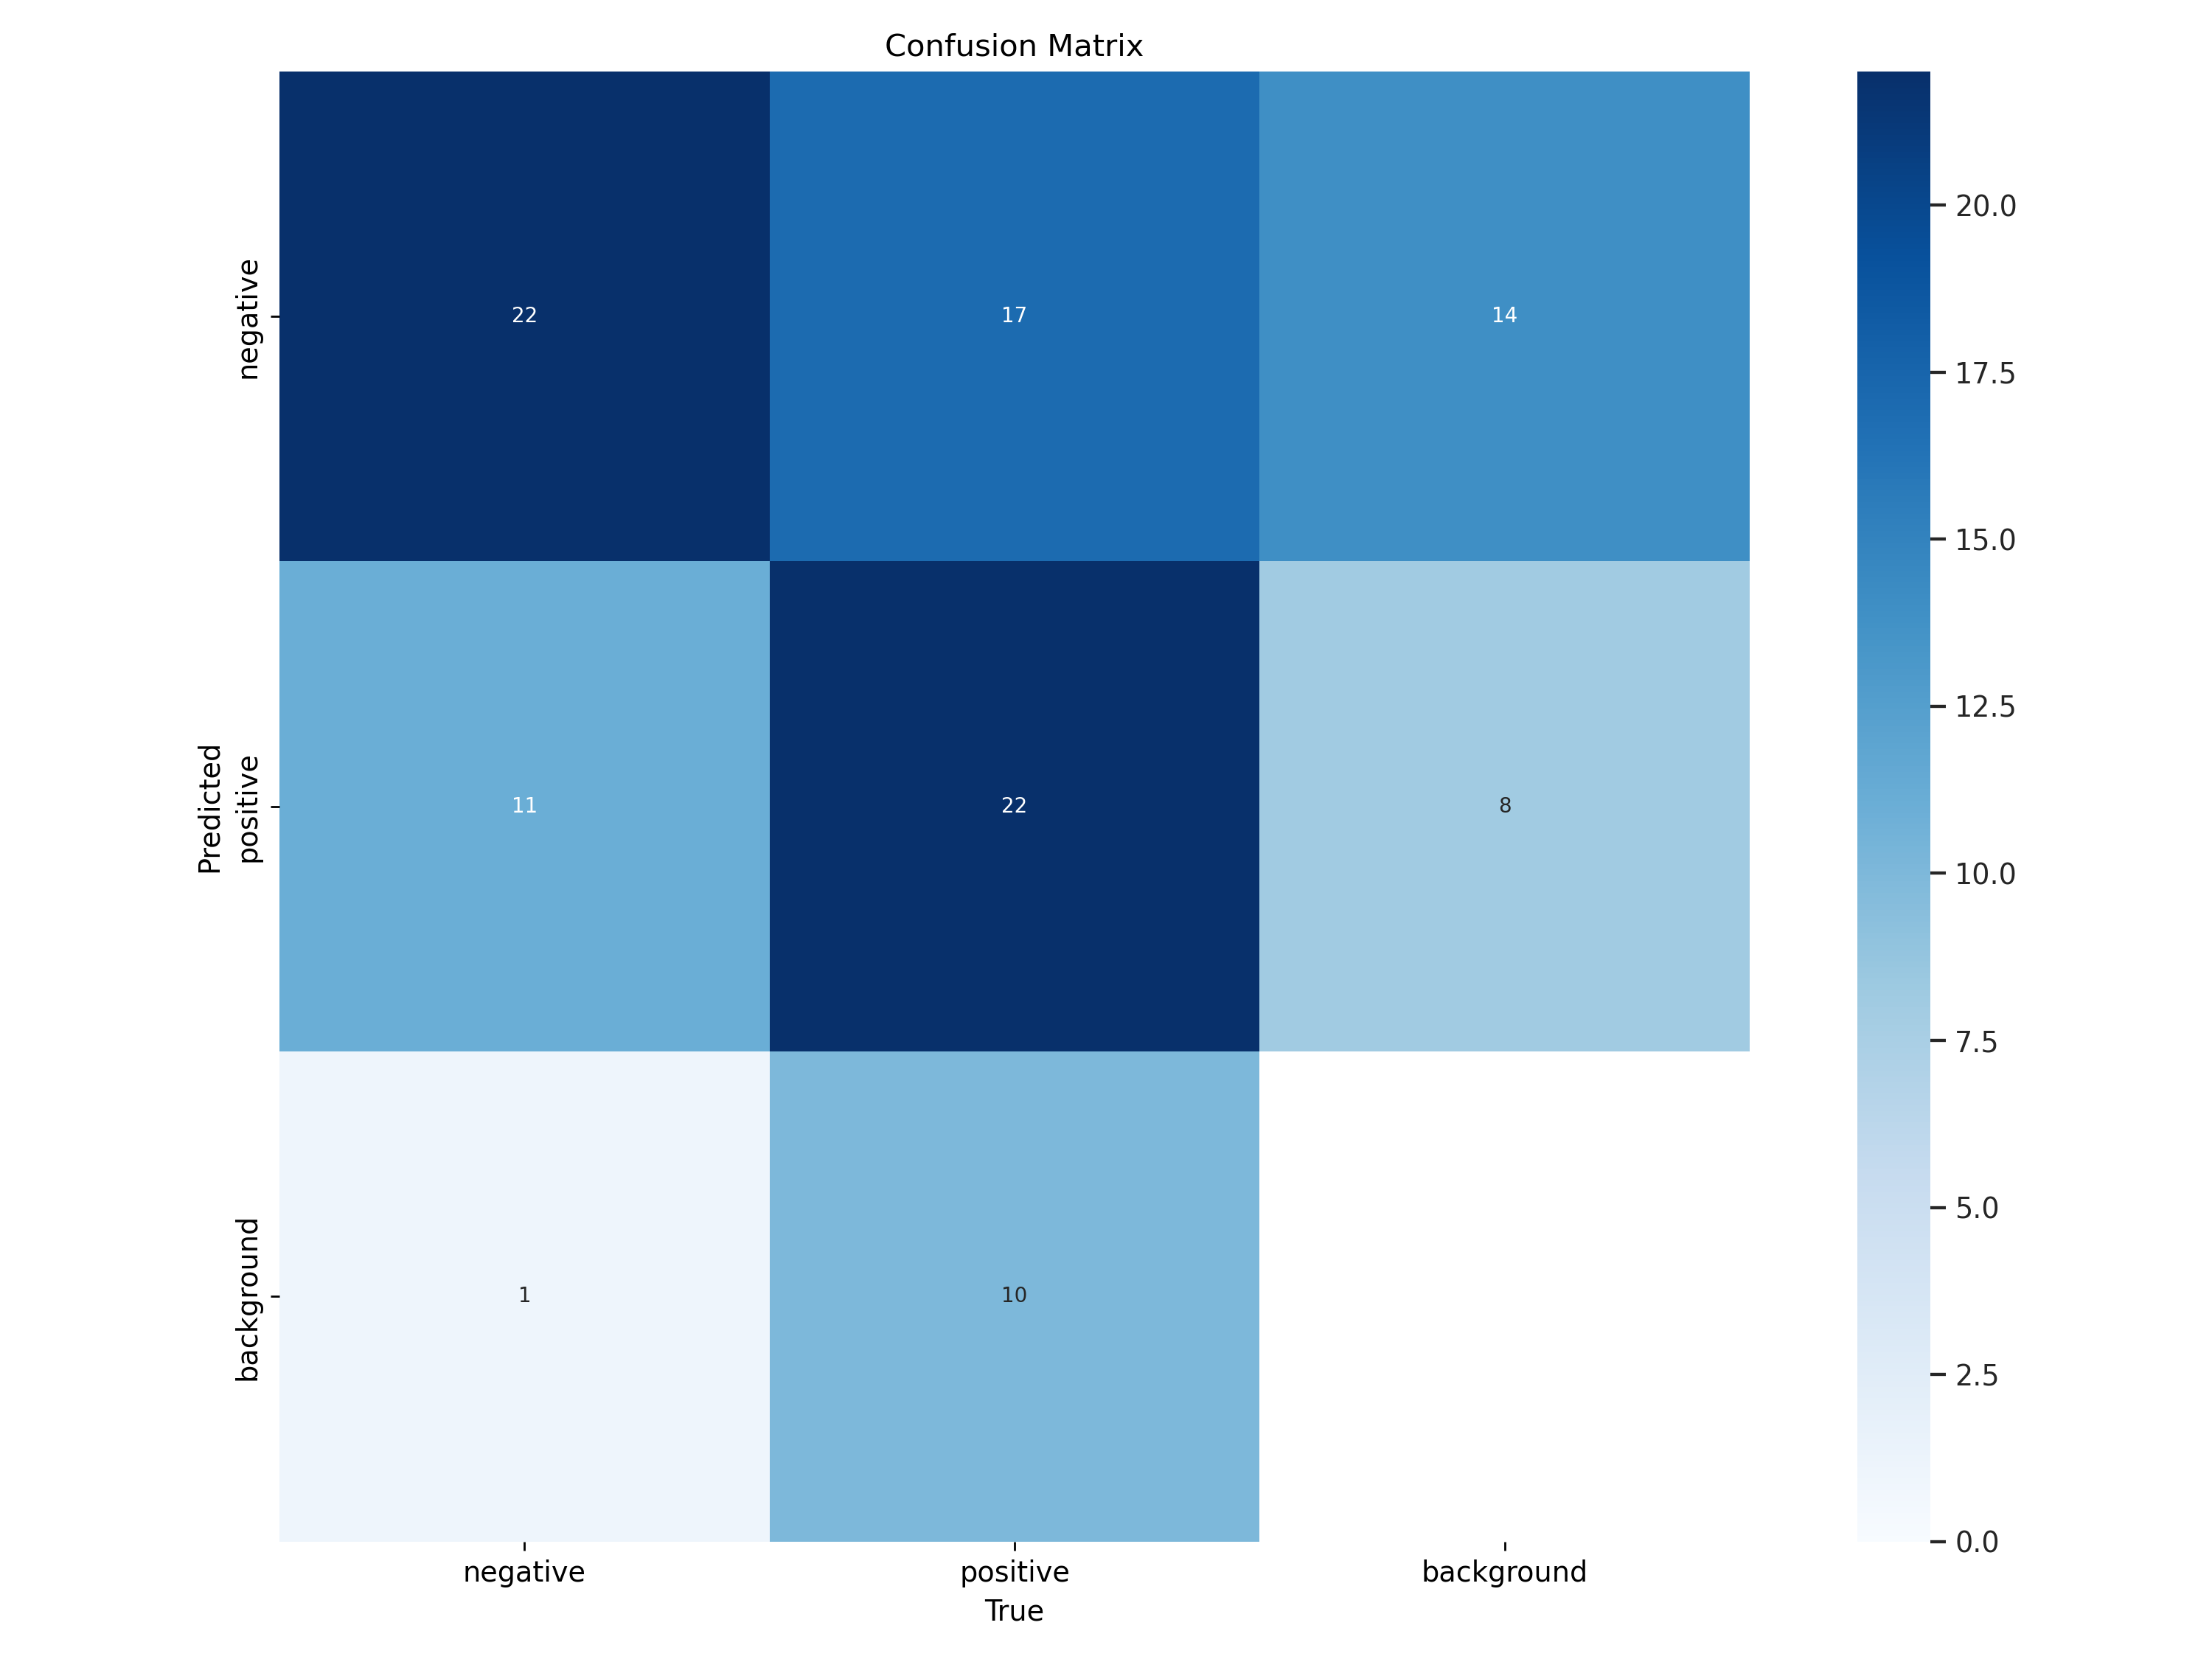 Confusion Matrix
negative
22
17
14
20.0
17.5
15.0
12.5
Predicted
positive
11
22
8
10.0
7.5
5.0
background
1
10
2.5
0.0
negative
positive
background
True